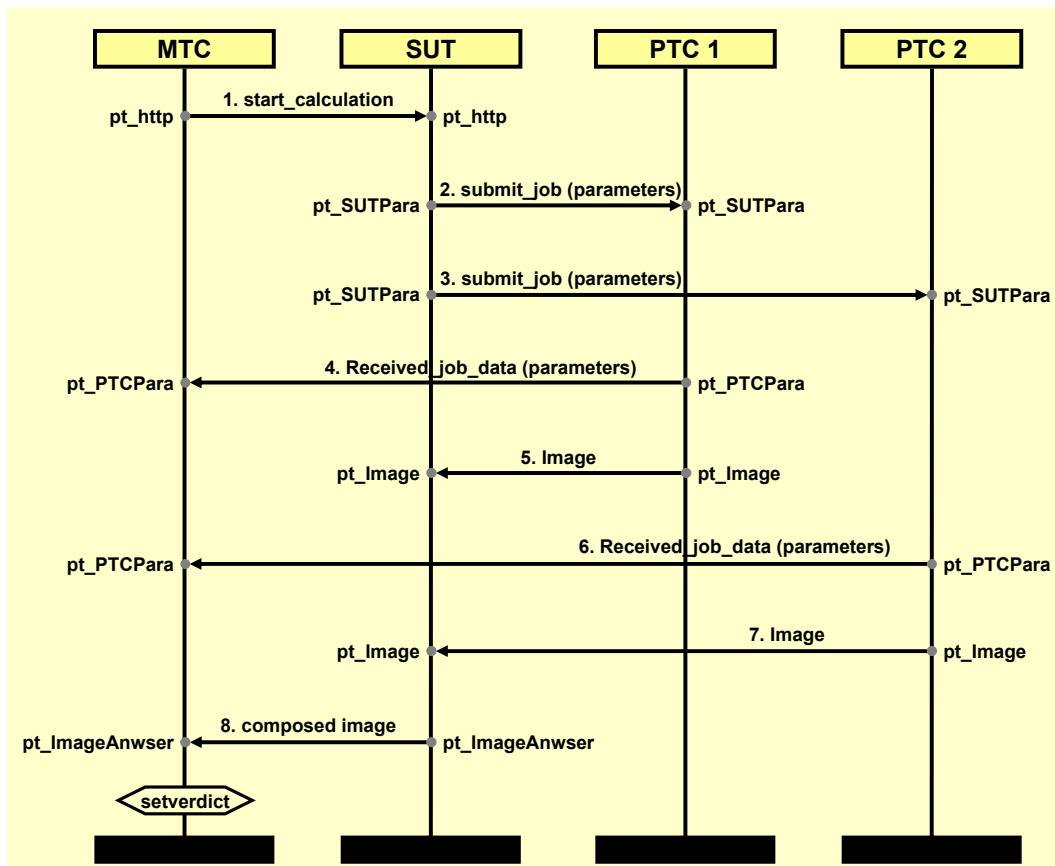 MTC SUT PTC 1 PTC 2
1. start_calculation
pt_http pt_http
2. submit_job (parameters)
pt_SUTPara pt_SUTPara
3. submit_job (parameters)
pt_SUTPara pt_SUTPara
4. Received_job_data (parameters)
pt_PTCPara pt_PTCPara
5. Image
pt_Image pt_Image
6. Received_job_data (parameters)
pt_PTCPara pt_PTCPara
7. Image
pt_Image pt_Image
8. composed image
pt_ImageAnwser pt_ImageAnwser
setverdict